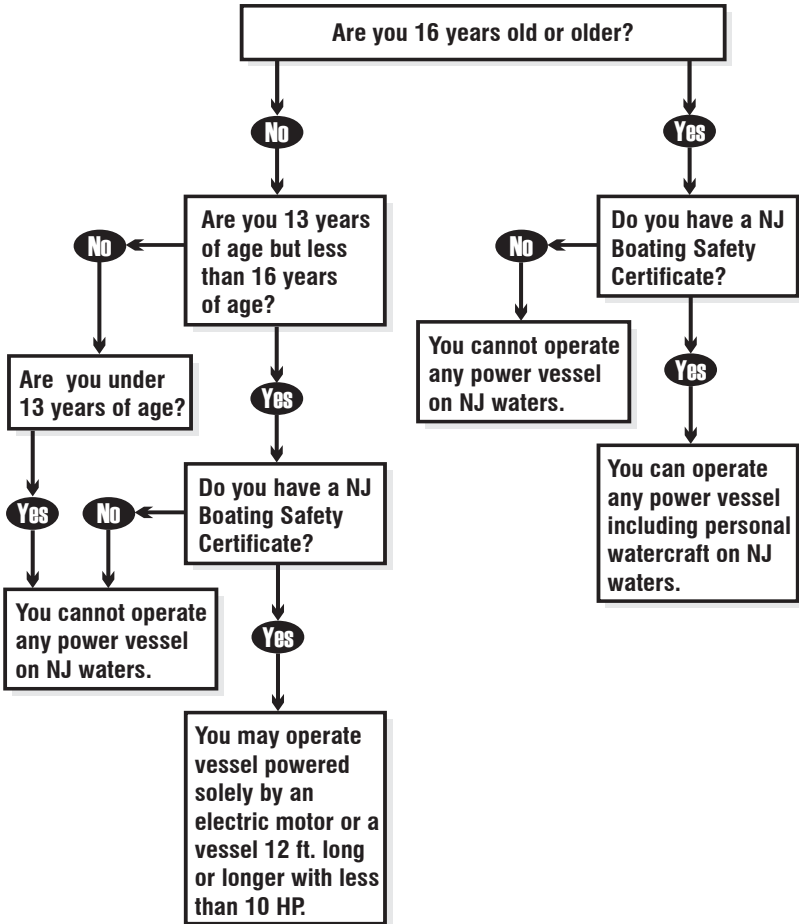 Are you 16 years old or older?
No
Yes
Are you 13 years
of age but less
than 16 years
of age?
No
Do you have a NJ
Boating Safety
Certificate?
No
You cannot operate
any power vessel
on NJ waters.
Yes
Are you under
13 years of age?
Yes
You can operate
any power vessel
including personal
watercraft on NJ
waters.
Do you have a NJ
Boating Safety
Certificate?
Yes
No
You cannot operate
any power vessel
on NJ waters.
Yes
You may operate
vessel powered
solely by an
electric motor or a
vessel 12 ft. long
or longer with less
than 10 HP.